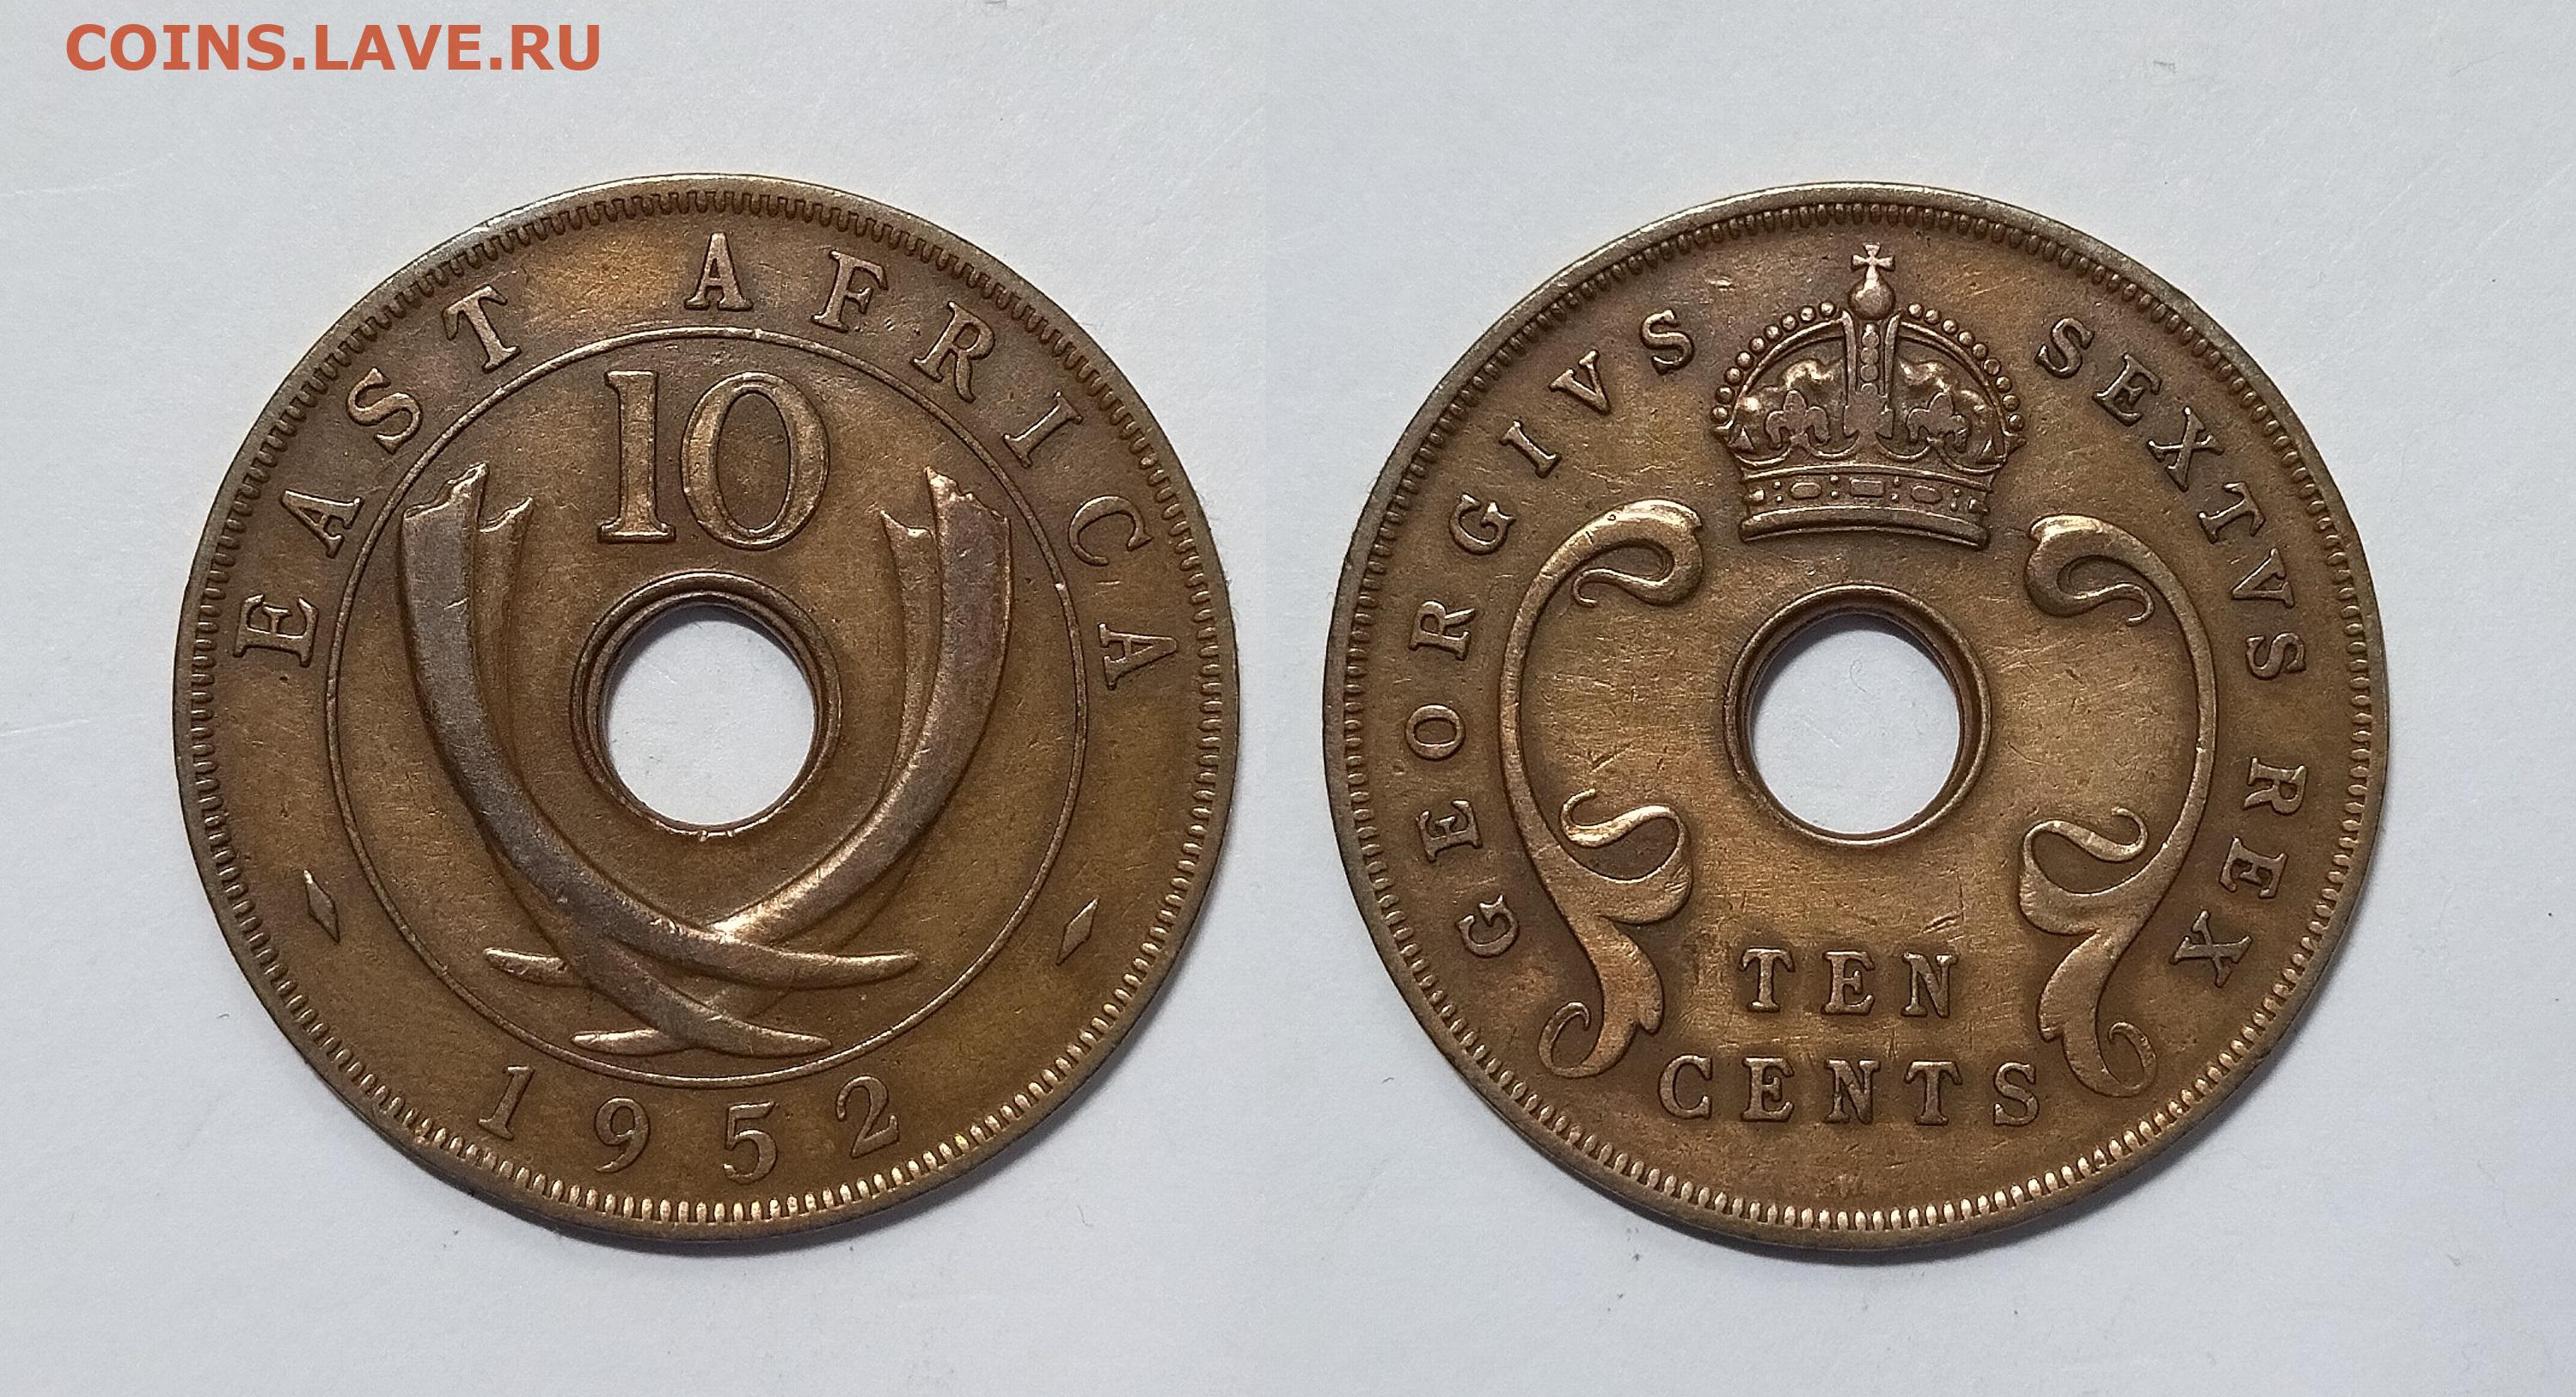 COINS.LAVE.RU
EAST AFRICA
10
1952
GEORGIVS SEXTVS REX
TEN
CENTS